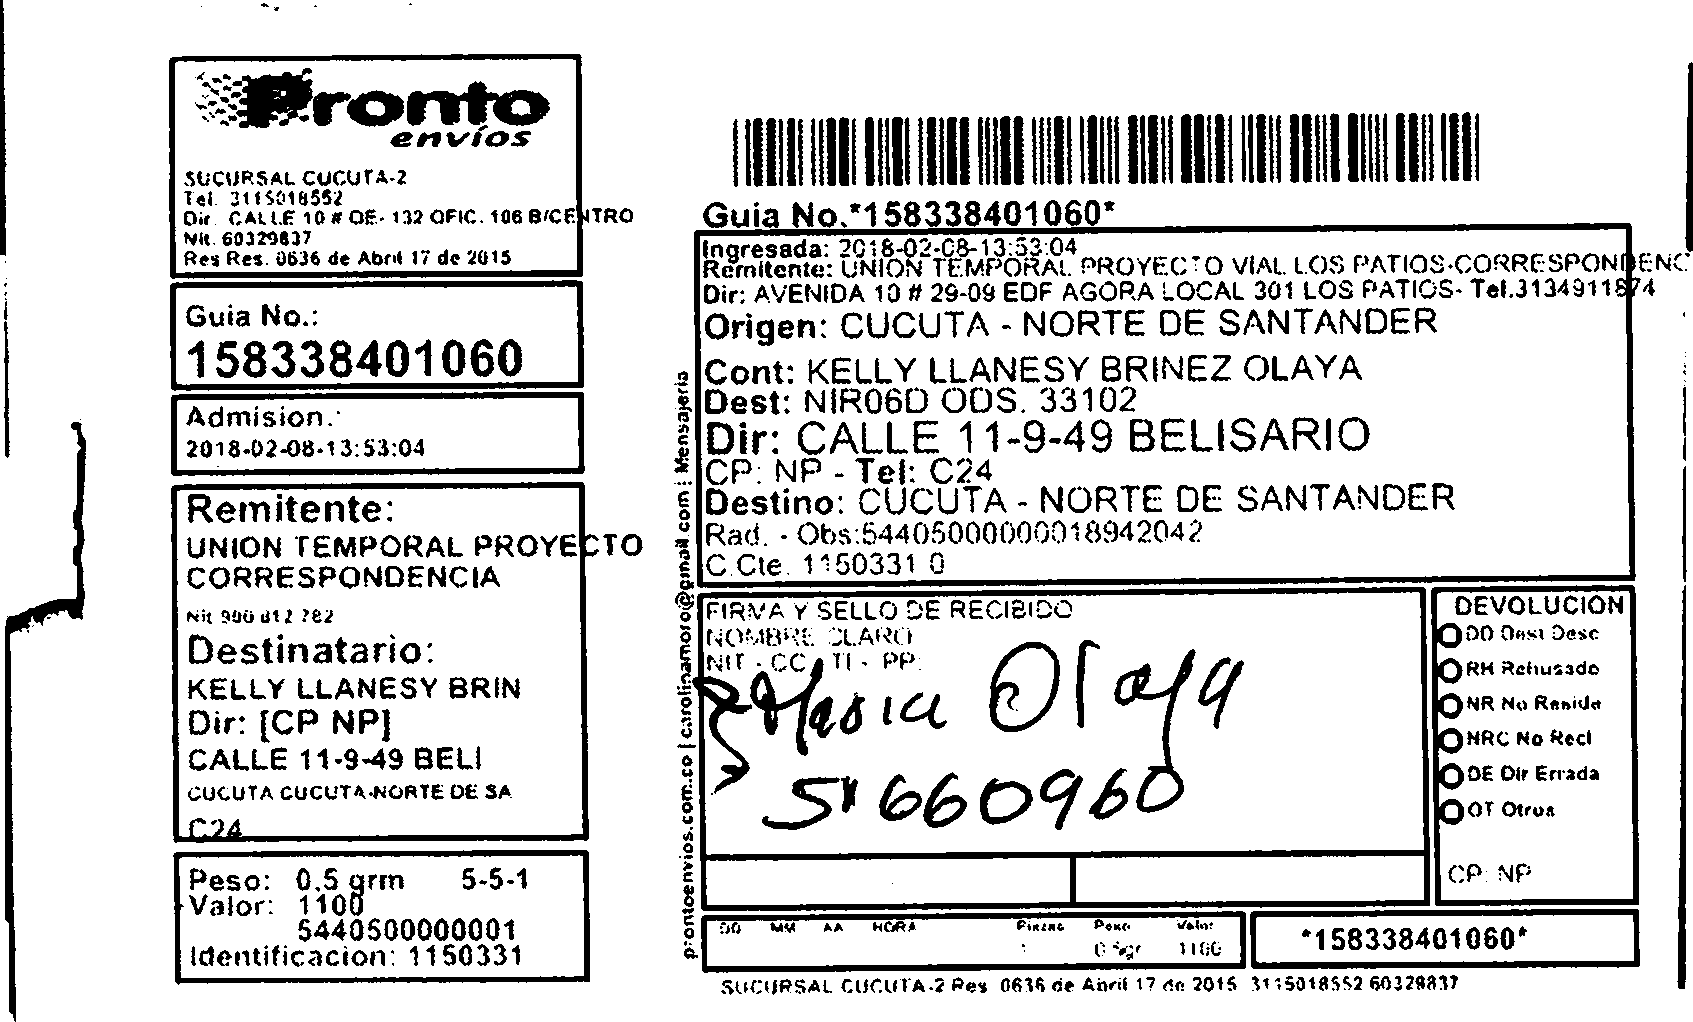 Pronto
envíos
SUCURSAL CUCUTA-2
Tel. 3115018552
Dir. CALLE 10 # OE- 132 OFIC. 106 B/CENTRO
Nit. 60329837
Res Res. 0636 de Abril 17 de 2015
Guia No.:
158338401060
Admision.:
2018-02-08-13:53:04
Remitente:
UNION TEMPORAL PROYECTO
CORRESPONDENCIA
Nit 900 812 782
Destinatario:
KELLY LLANESY BRIN
Dir: [CP NP]
CALLE 11-9-49 BELI
CUCUTA CUCUTA-NORTE DE SA
C24
Peso: 0.5 grm 5-5-1
Valor: 1100
5440500000001
Identificacion: 1150331
prontoenvios.com.co | carolinamoro@gmail.com | Mensajeria
Guia No.*158338401060*
Ingresada: 2018-02-08-13:53:04
Remitente: UNION TEMPORAL PROYECTO VIAL LOS PATIOS-CORRESPONDENC
Dir: AVENIDA 10 # 29-09 EDF AGORA LOCAL 301 LOS PATIOS- Tel.3134911874
Origen: CUCUTA - NORTE DE SANTANDER
Cont: KELLY LLANESY BRINEZ OLAYA
Dest: NIR06D ODS. 33102
Dir: CALLE 11-9-49 BELISARIO
CP: NP - Tel: C24
Destino: CUCUTA - NORTE DE SANTANDER
Rad. - Obs:544050000000018942042
C.Cte. 1150331 0
FIRMA Y SELLO DE RECIBIDO
NOMBRE CLARO
NIT - CC - TI - PP:
Maria Olaya
660960
DEVOLUCION
DD Dest Desc
RH Rehusado
NR No Reside
NRC No Recl
DE Dir Errada
OT Otros
CP: NP
DD MM AA HORA Piezas Peso Valor
1 0.5gr 1100
*158338401060*
SUCURSAL CUCUTA-2 Res 0636 de Abril 17 de 2015 3115018552 60329837